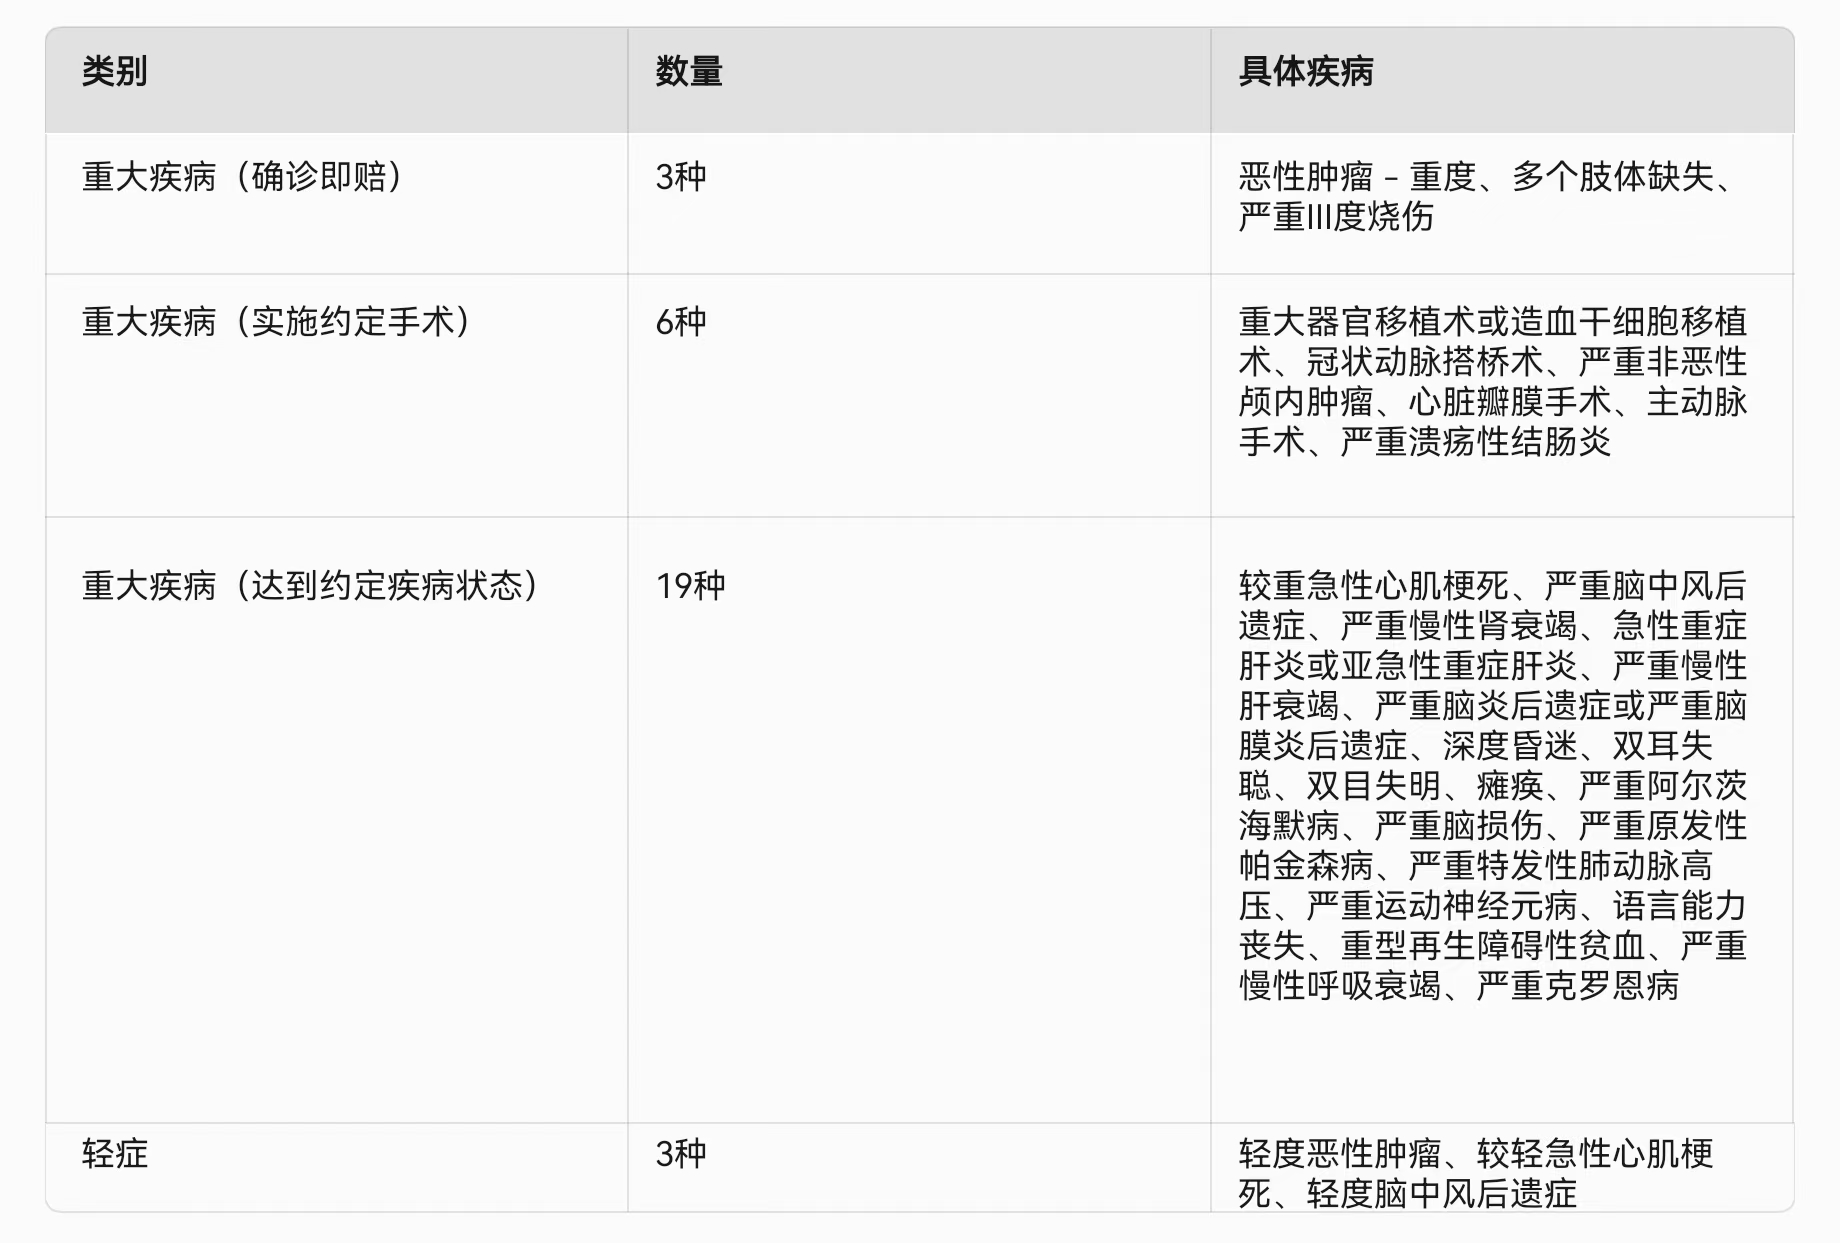 类别 数量 具体疾病
重大疾病（确诊即赔） 3种 恶性肿瘤 – 重度、多个肢体缺失、
严重III度烧伤
重大疾病（实施约定手术） 6种 重大器官移植术或造血干细胞移植
术、冠状动脉搭桥术、严重非恶性
颅内肿瘤、心脏瓣膜手术、主动脉
手术、严重溃疡性结肠炎
重大疾病（达到约定疾病状态） 19种 较重急性心肌梗死、严重脑中风后
遗症、严重慢性肾衰竭、急性重症
肝炎或亚急性重症肝炎、严重慢性
肝衰竭、严重脑炎后遗症或严重脑
膜炎后遗症、深度昏迷、双耳失
聪、双目失明、瘫痪、严重阿尔茨
海默病、严重脑损伤、严重原发性
帕金森病、严重特发性肺动脉高
压、严重运动神经元病、语言能力
丧失、重型再生障碍性贫血、严重
慢性呼吸衰竭、严重克罗恩病
轻症 3种 轻度恶性肿瘤、较轻急性心肌梗
死、轻度脑中风后遗症